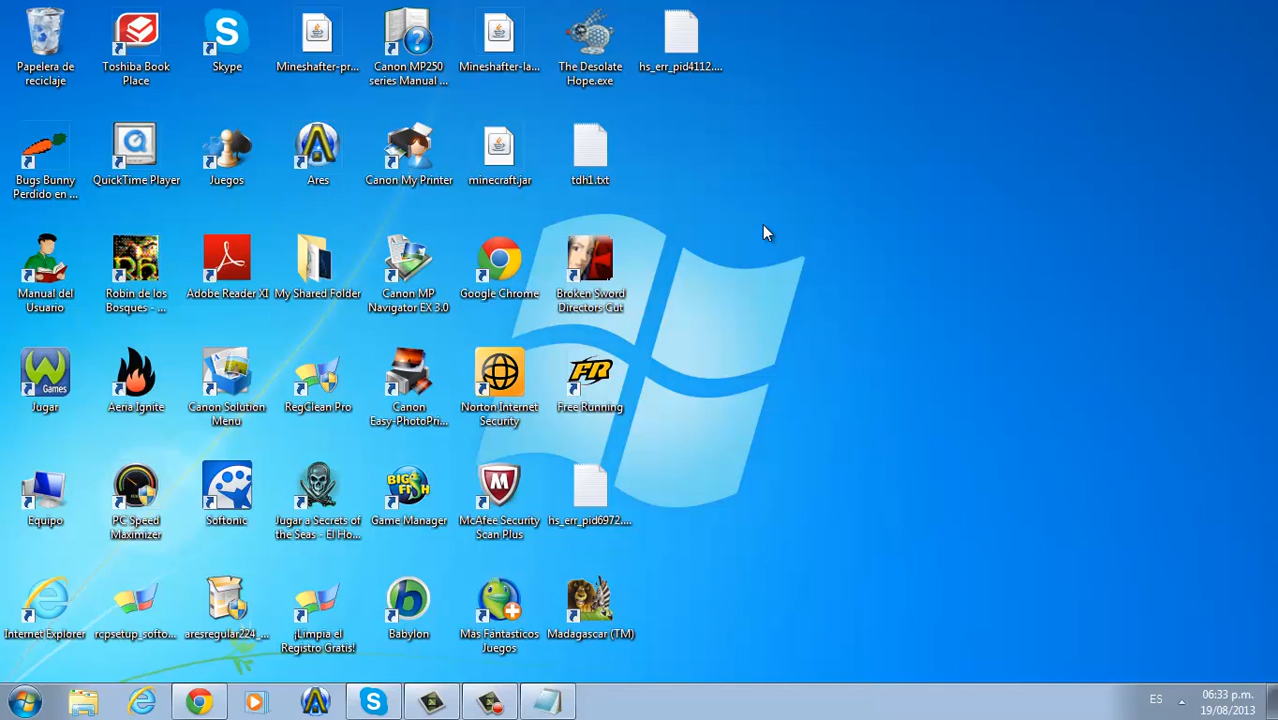 Papelera de
reciclaje
Toshiba Book
Place
Skype
Mineshafter-pr...
Canon MP250
series Manual ...
Mineshafter-la...
The Desolate
Hope.exe
hs_err_pid4112....
Bugs Bunny
Perdido en ...
QuickTime Player
Juegos
Ares
Canon My Printer
minecraft.jar
tdh1.txt
Manual del
Usuario
Robin de los
Bosques - ...
Adobe Reader XI
My Shared Folder
Canon MP
Navigator EX 3.0
Google Chrome
Broken Sword
Directors Cut
Games
Jugar
Aeria Ignite
Canon Solution
Menu
RegClean Pro
Canon
Easy-PhotoPri...
Norton Internet
Security
FR
Free Running
Equipo
PC Speed
Maximizer
Softonic
Jugar a Secrets of
the Seas - El Ho...
BIG FISH
Game Manager
McAfee Security
Scan Plus
hs_err_pid6972....
Internet Explorer
rcpsetup_softo...
aresregular224_...
¡Limpia el
Registro Gratis!
Babylon
Mas Fantasticos
Juegos
Madagascar (TM)
ES
06:33 p.m.
19/08/2013